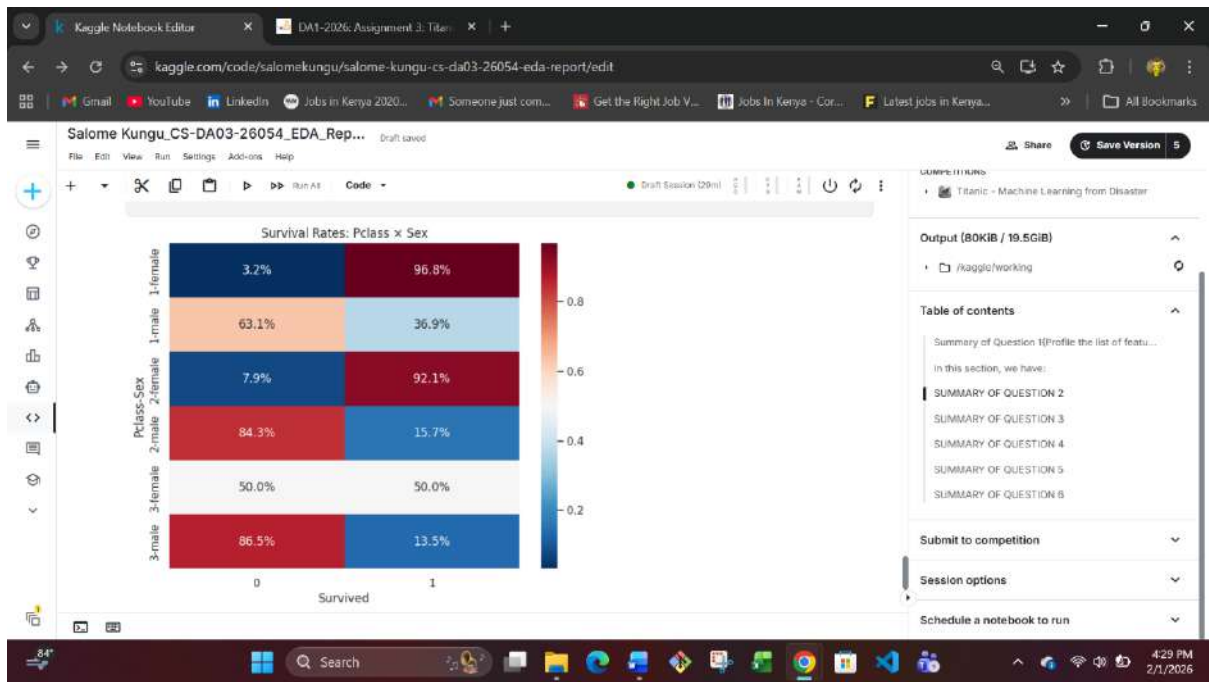 Kaggle Notebook Editor
DA1-2026: Assignment 3: Titan
kaggle.com/code/salomekungu/salome-kungu-cs-da03-26054-eda-report/edit
Gmail YouTube LinkedIn Jobs in Kenya 2020... Someone just com... Get the Right Job V... Jobs In Kenya - Cor... Latest jobs in Kenya... » All Bookmarks
Salome Kungu_CS-DA03-26054_EDA_Rep... Draft saved
Share Save Version 5
File Edit View Run Settings Add-ons Help
Run All Code Draft Session (29m)
COMPETITIONS
Titanic - Machine Learning from Disaster
Output (80KiB / 19.5GiB)
/kaggle/working
Table of contents
Summary of Question 1(Profile the list of featu...
In this section, we have:
SUMMARY OF QUESTION 2
SUMMARY OF QUESTION 3
SUMMARY OF QUESTION 4
SUMMARY OF QUESTION 5
SUMMARY OF QUESTION 6
Submit to competition
Session options
Schedule a notebook to run
Survival Rates: Pclass × Sex
Pclass-Sex
1-female 3.2% 96.8%
1-male 63.1% 36.9%
2-female 7.9% 92.1%
2-male 84.3% 15.7%
3-female 50.0% 50.0%
3-male 86.5% 13.5%
0 1
Survived
0.8
0.6
0.4
0.2
84°
Search
4:29 PM
2/1/2026